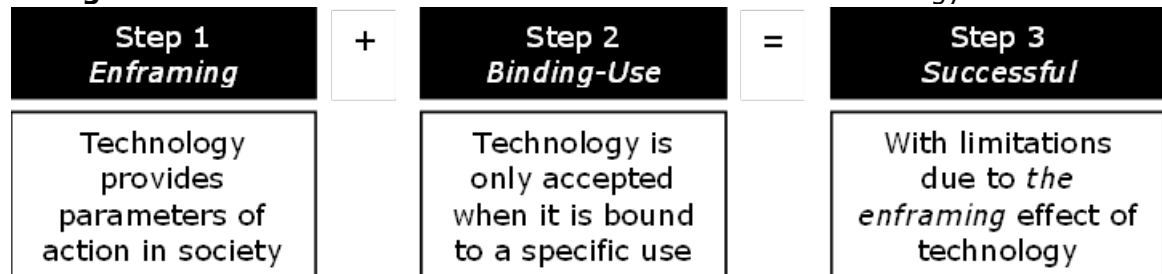 Step 1
Enframing
+
Step 2
Binding-Use
=
Step 3
Successful
Technology
provides
parameters of
action in society
Technology is
only accepted
when it is bound
to a specific use
With limitations
due to the
enframing effect of
technology